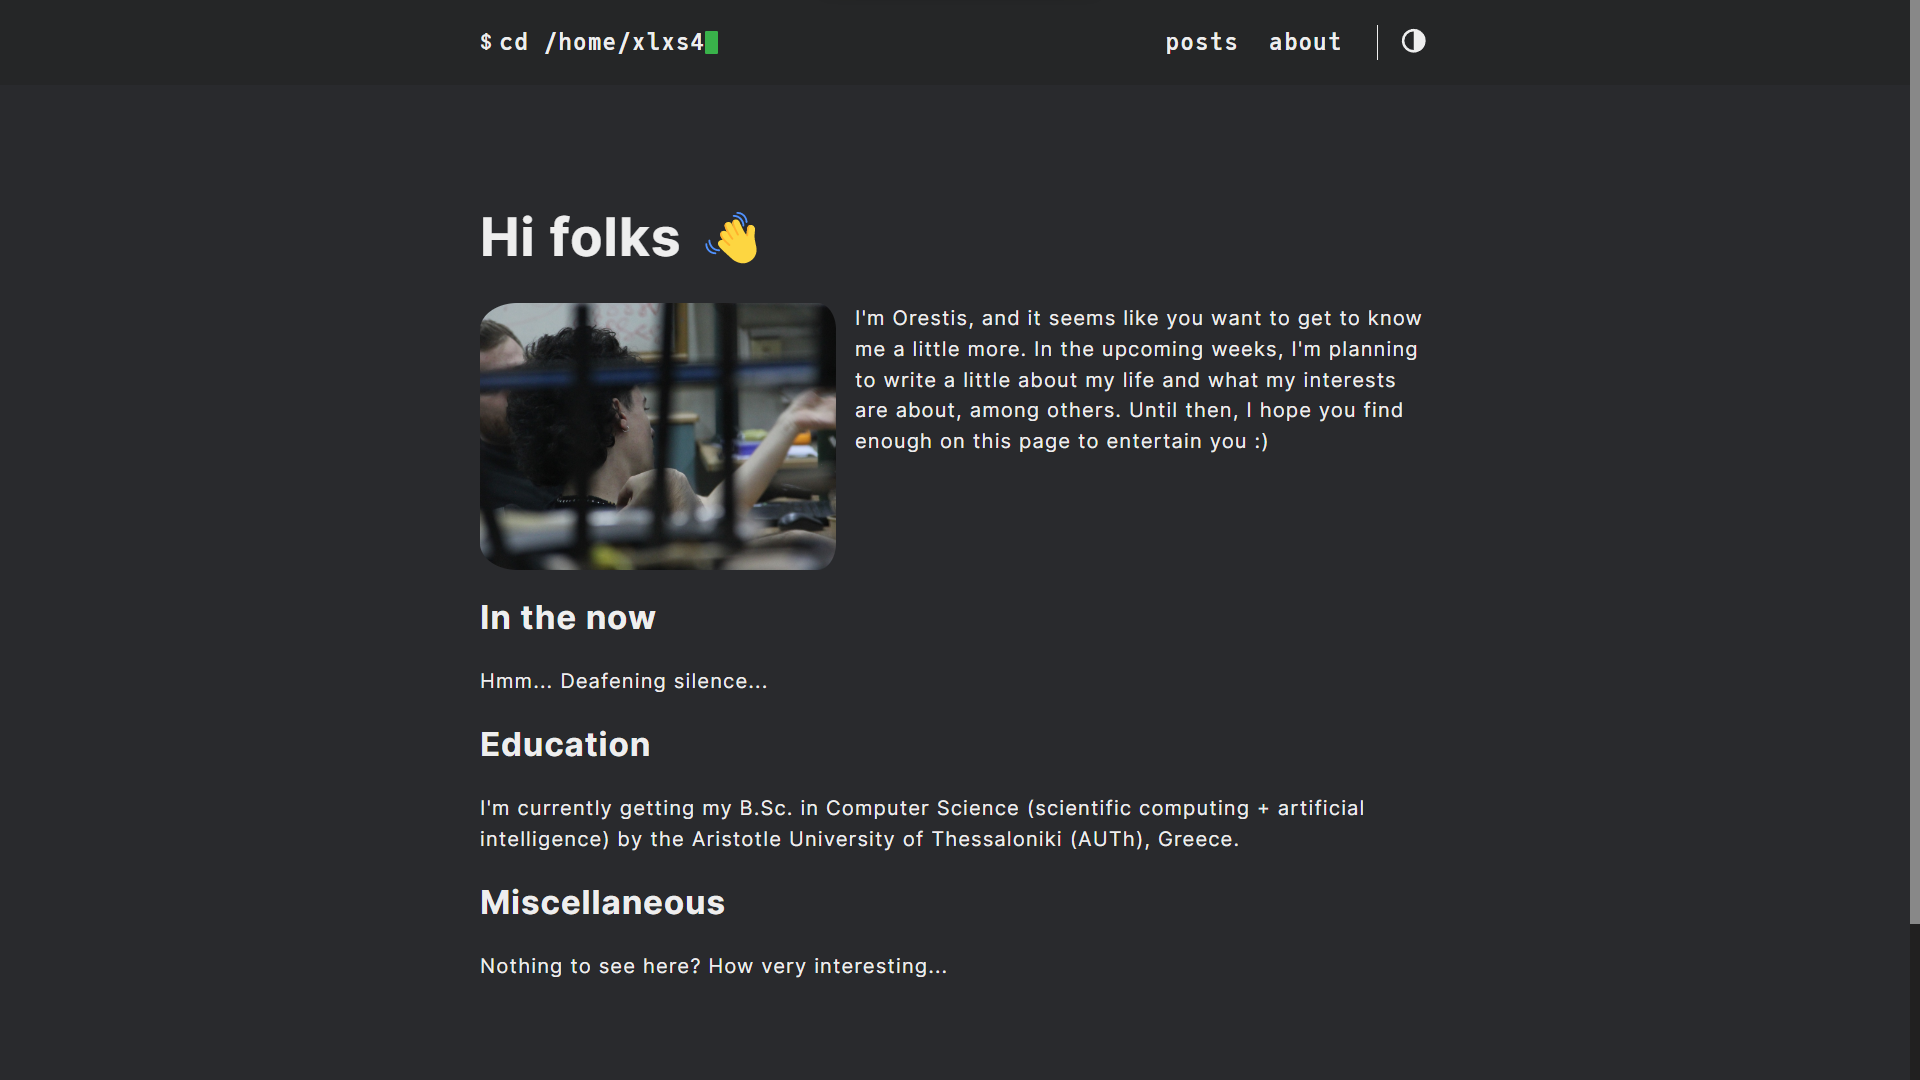 $ cd /home/xlxs4
posts about
Hi folks 👋
I'm Orestis, and it seems like you want to get to know
me a little more. In the upcoming weeks, I'm planning
to write a little about my life and what my interests
are about, among others. Until then, I hope you find
enough on this page to entertain you :)
In the now
Hmm... Deafening silence...
Education
I'm currently getting my B.Sc. in Computer Science (scientific computing + artificial
intelligence) by the Aristotle University of Thessaloniki (AUTh), Greece.
Miscellaneous
Nothing to see here? How very interesting...